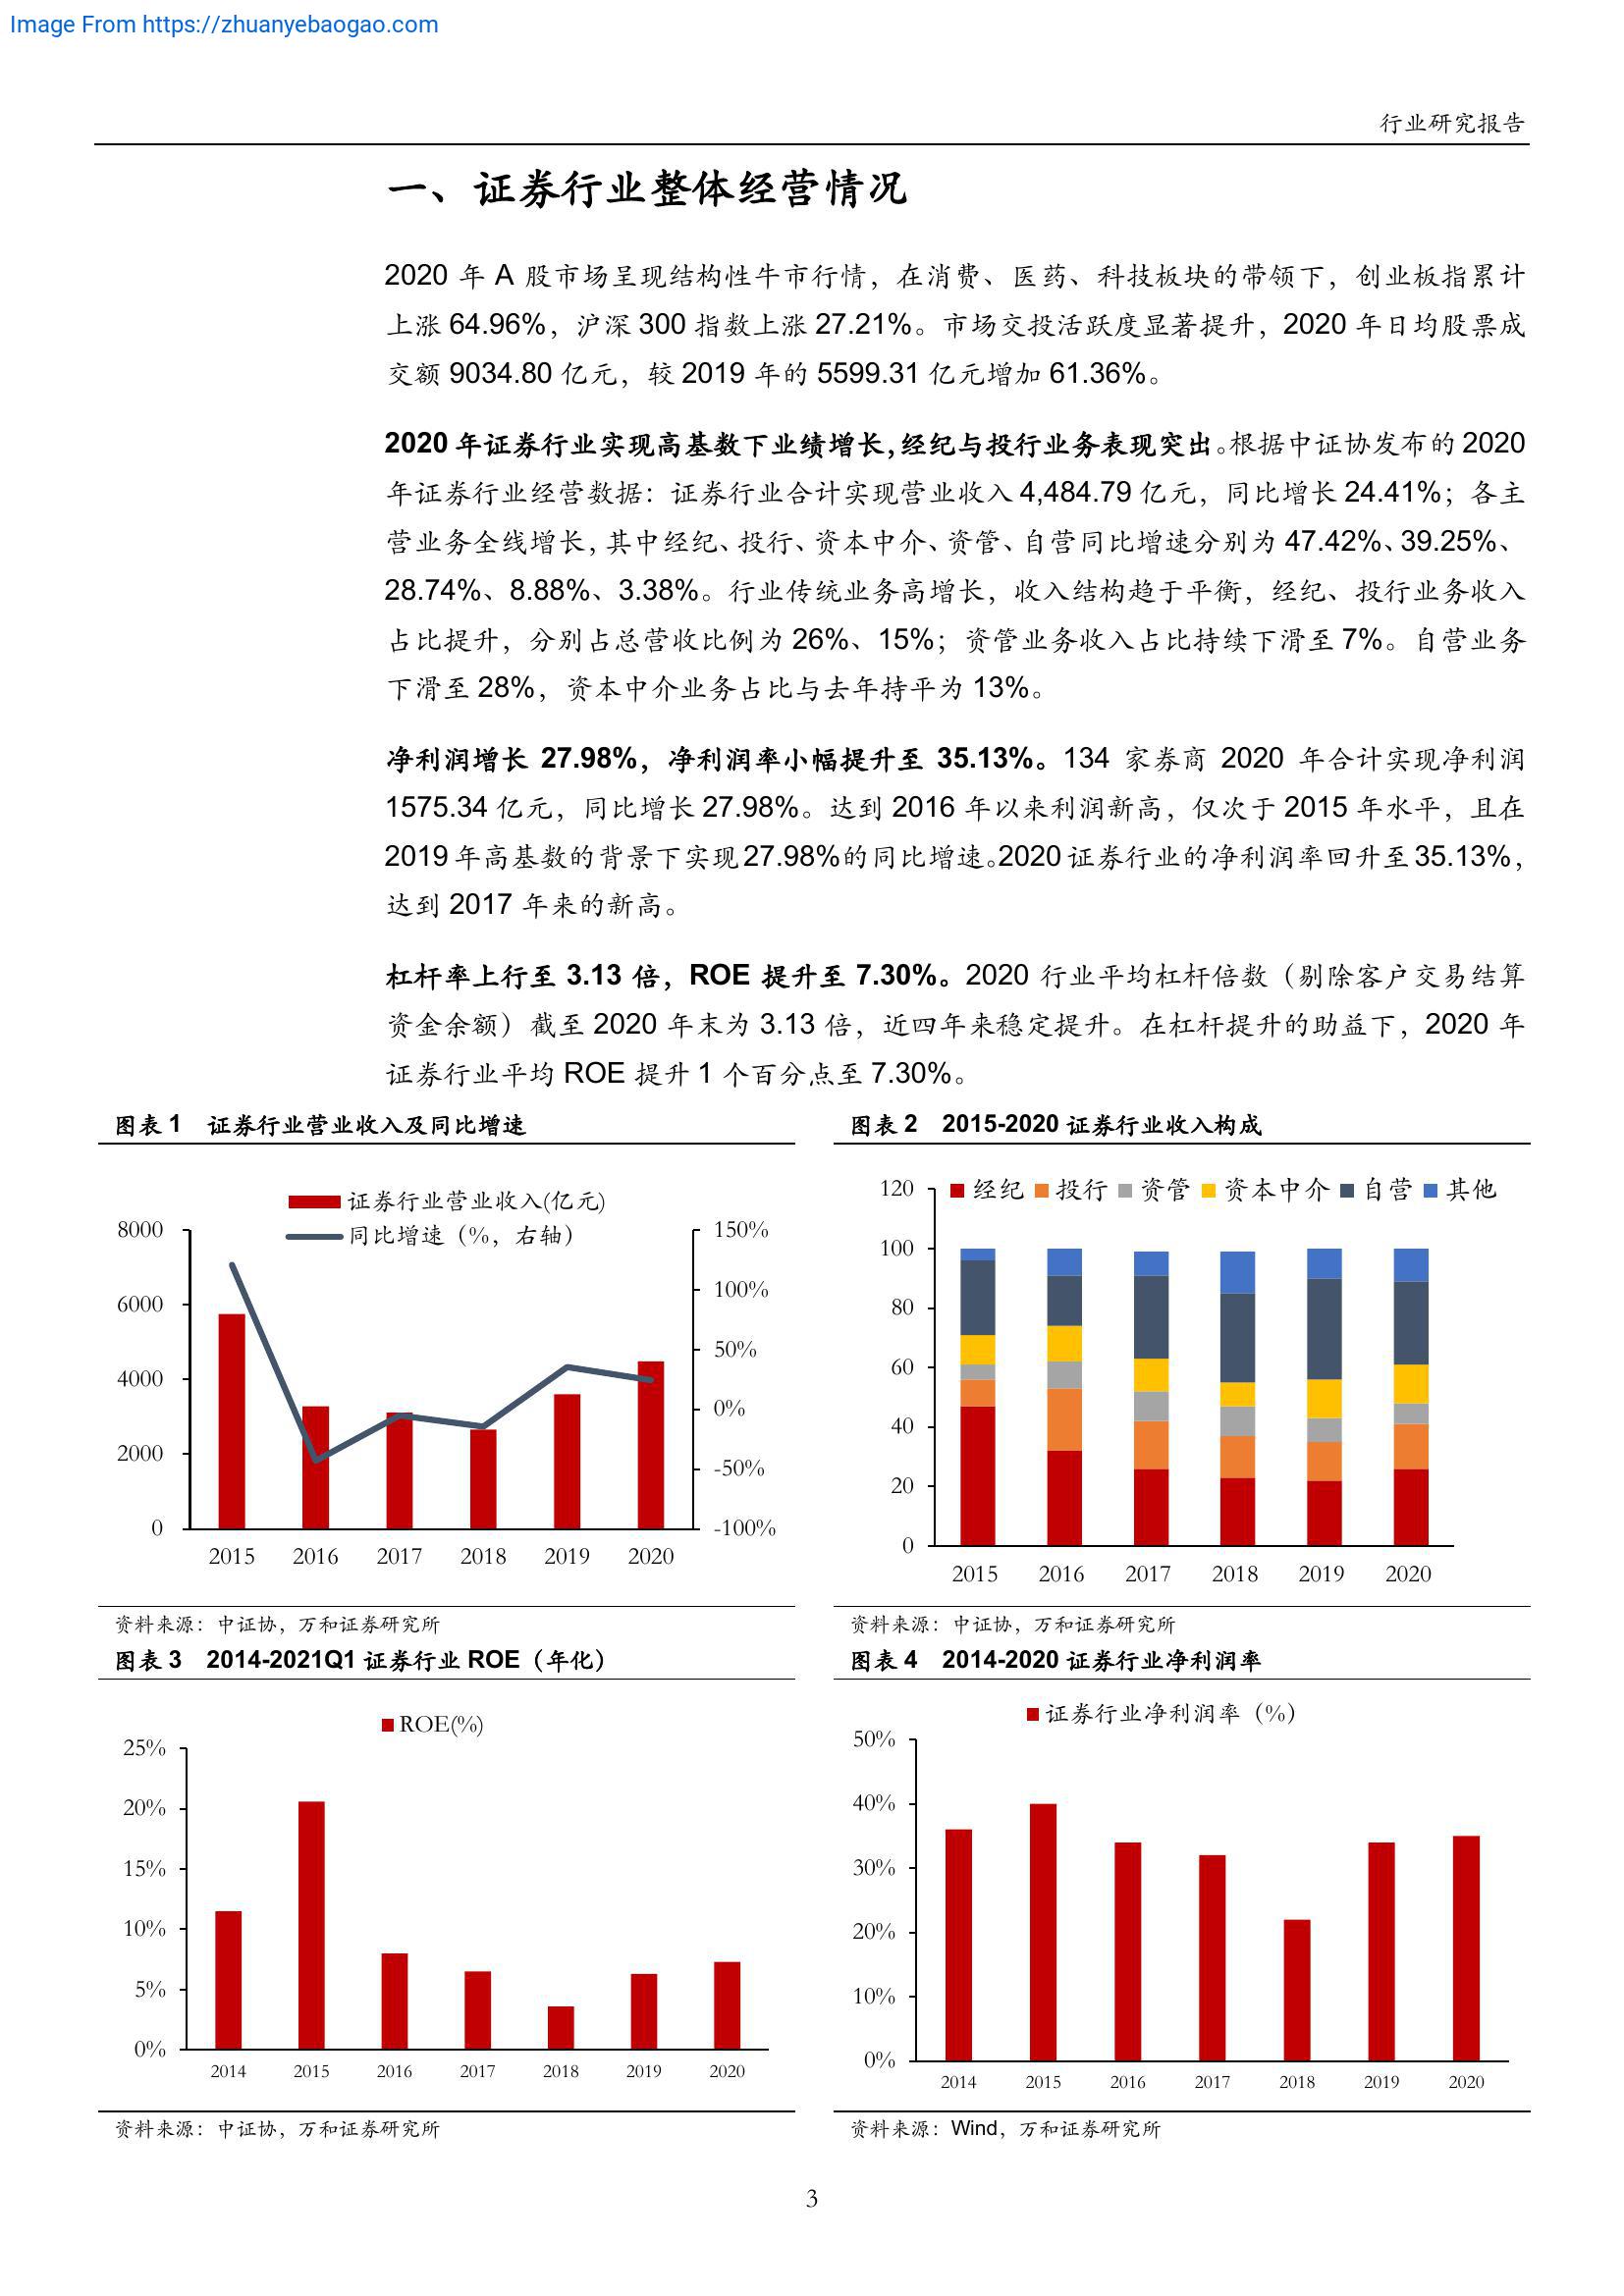 Image From https://zhuanyebaogao.com
行业研究报告
一、证券行业整体经营情况
2020 年 A 股市场呈现结构性牛市行情，在消费、医药、科技板块的带领下，创业板指累计
上涨 64.96%，沪深 300 指数上涨 27.21%。市场交投活跃度显著提升，2020 年日均股票成
交额 9034.80 亿元，较 2019 年的 5599.31 亿元增加 61.36%。
2020 年证券行业实现高基数下业绩增长，经纪与投行业务表现突出。根据中证协发布的 2020
年证券行业经营数据：证券行业合计实现营业收入 4,484.79 亿元，同比增长 24.41%；各主
营业务全线增长，其中经纪、投行、资本中介、资管、自营同比增速分别为 47.42%、39.25%、
28.74%、8.88%、3.38%。行业传统业务高增长，收入结构趋于平衡，经纪、投行业务收入
占比提升，分别占总营收比例为 26%、15%；资管业务收入占比持续下滑至 7%。自营业务
下滑至 28%，资本中介业务占比与去年持平为 13%。
净利润增长 27.98%，净利润率小幅提升至 35.13%。134 家券商 2020 年合计实现净利润
1575.34 亿元，同比增长 27.98%。达到 2016 年以来利润新高，仅次于 2015 年水平，且在
2019 年高基数的背景下实现 27.98%的同比增速。2020 证券行业的净利润率回升至 35.13%，
达到 2017 年来的新高。
杠杆率上行至 3.13 倍，ROE 提升至 7.30%。2020 行业平均杠杆倍数（剔除客户交易结算
资金余额）截至 2020 年末为 3.13 倍，近四年来稳定提升。在杠杆提升的助益下，2020 年
证券行业平均 ROE 提升 1 个百分点至 7.30%。
图表 1 证券行业营业收入及同比增速
证券行业营业收入(亿元)
同比增速（%，右轴）
8000
6000
4000
2000
0
150%
100%
50%
0%
-50%
-100%
2015 2016 2017 2018 2019 2020
资料来源：中证协，万和证券研究所
图表 2 2015-2020 证券行业收入构成
经纪 投行 资管 资本中介 自营 其他
120
100
80
60
40
20
0
2015 2016 2017 2018 2019 2020
资料来源：中证协，万和证券研究所
图表 3 2014-2021Q1 证券行业 ROE（年化）
ROE(%)
25%
20%
15%
10%
5%
0%
2014 2015 2016 2017 2018 2019 2020
资料来源：中证协，万和证券研究所
图表 4 2014-2020 证券行业净利润率
证券行业净利润率（%）
50%
40%
30%
20%
10%
0%
2014 2015 2016 2017 2018 2019 2020
资料来源：Wind，万和证券研究所
3